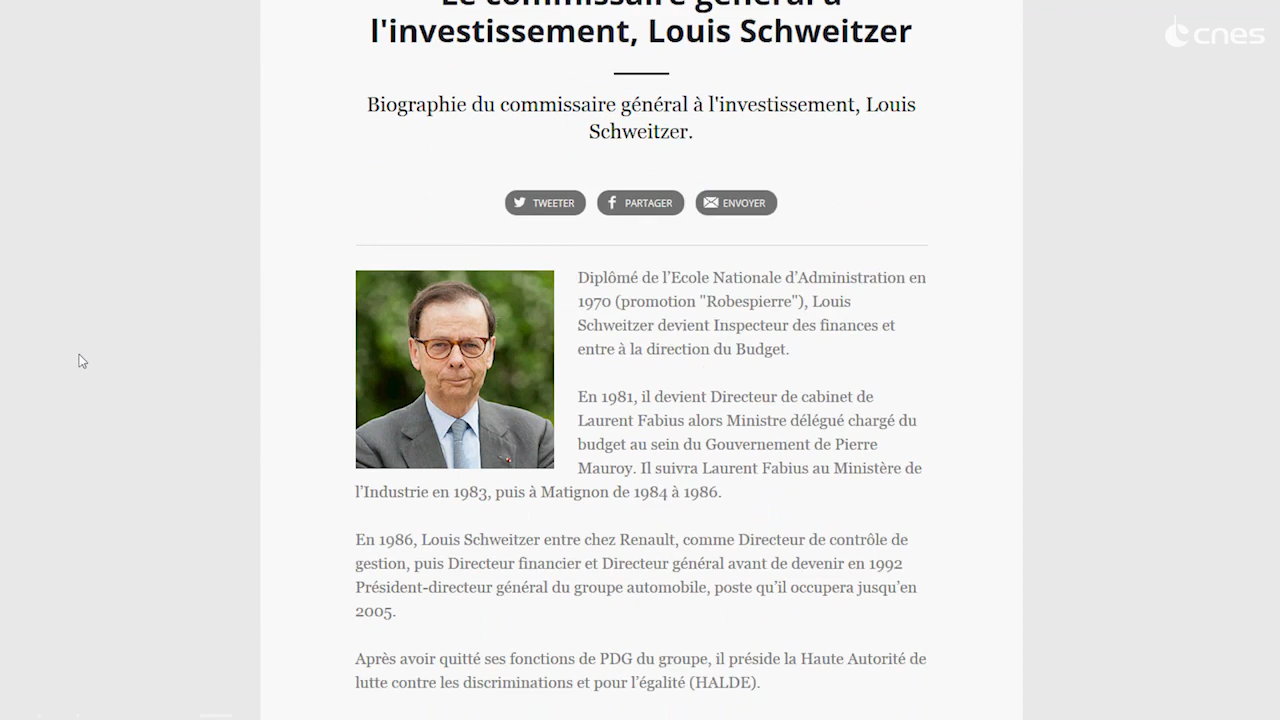 Le commissaire général à
l'investissement, Louis Schweitzer
cnes
Biographie du commissaire général à l'investissement, Louis
Schweitzer.
TWEETER
PARTAGER
ENVOYER
Diplômé de l’Ecole Nationale d’Administration en
1970 (promotion "Robespierre"), Louis
Schweitzer devient Inspecteur des finances et
entre à la direction du Budget.
En 1981, il devient Directeur de cabinet de
Laurent Fabius alors Ministre délégué chargé du
budget au sein du Gouvernement de Pierre
Mauroy. Il suivra Laurent Fabius au Ministère de
l’Industrie en 1983, puis à Matignon de 1984 à 1986.
En 1986, Louis Schweitzer entre chez Renault, comme Directeur de contrôle de
gestion, puis Directeur financier et Directeur général avant de devenir en 1992
Président-directeur général du groupe automobile, poste qu’il occupera jusqu’en
2005.
Après avoir quitté ses fonctions de PDG du groupe, il préside la Haute Autorité de
lutte contre les discriminations et pour l’égalité (HALDE).